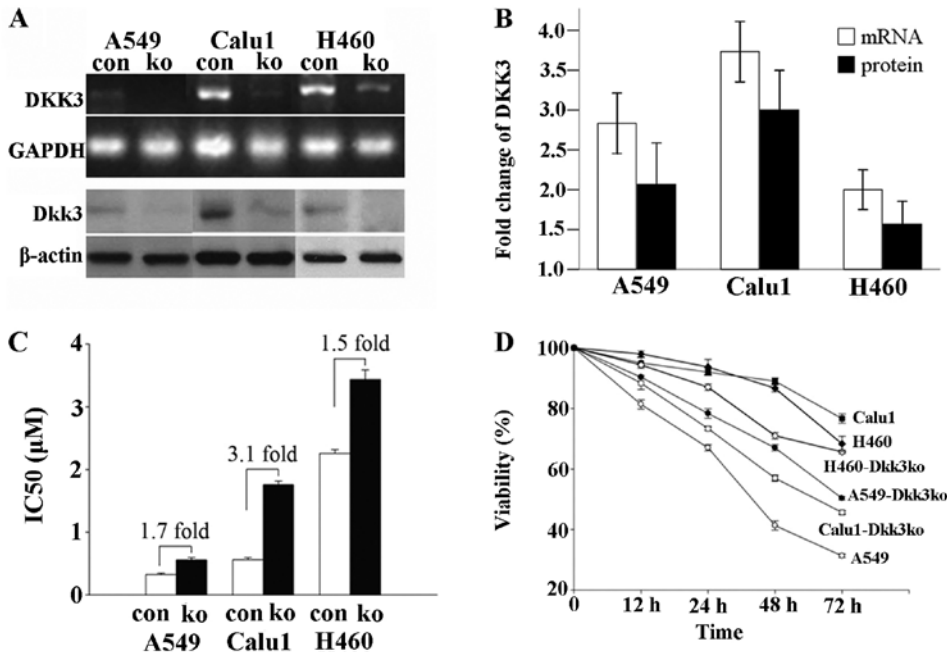 A
A549 Calu1 H460
con ko con ko con ko
DKK3
GAPDH
Dkk3
β-actin
B
Fold change of DKK3
4.0
3.5
3.0
2.5
2.0
1.5
1.0
mRNA
protein
A549 Calu1 H460
C
IC50 (μM)
4
2
0
1.7 fold
3.1 fold
1.5 fold
con ko con ko con ko
A549 Calu1 H460
D
Viability (%)
100
80
60
40
20
0 12 h 24 h 48 h 72 h
Time
Calu1
H460
H460-Dkk3ko
A549-Dkk3ko
Calu1-Dkk3ko
A549